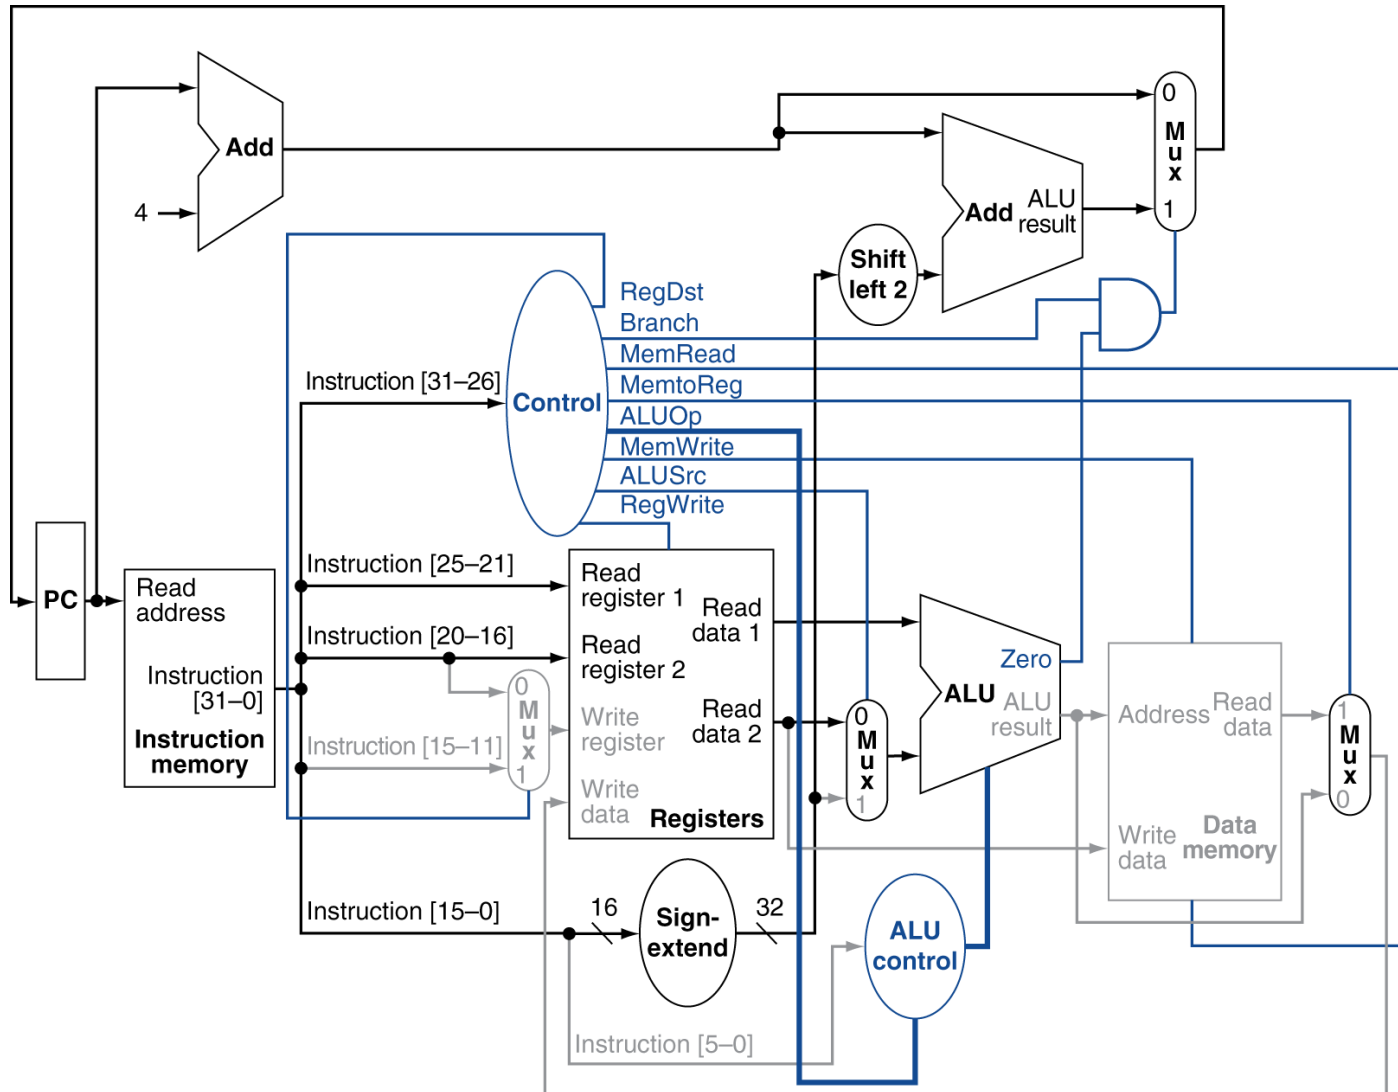 0
M
u
x
1
Add
4
Add
ALU
result
Shift
left 2
RegDst
Branch
MemRead
MemtoReg
ALUOp
MemWrite
ALUSrc
RegWrite
Instruction [31–26]
Control
PC
Read
address
Instruction
[31–0]
Instruction
memory
Instruction [25–21]
Instruction [20–16]
Instruction [15–11]
0
M
u
x
1
Read
register 1
Read
register 2
Write
register
Write
data
Read
data 1
Read
data 2
Registers
0
M
u
x
1
Zero
ALU
ALU
result
Address
Read
data
Write
data
Data
memory
1
M
u
x
0
Instruction [15–0]
16
Sign-
extend
32
ALU
control
Instruction [5–0]